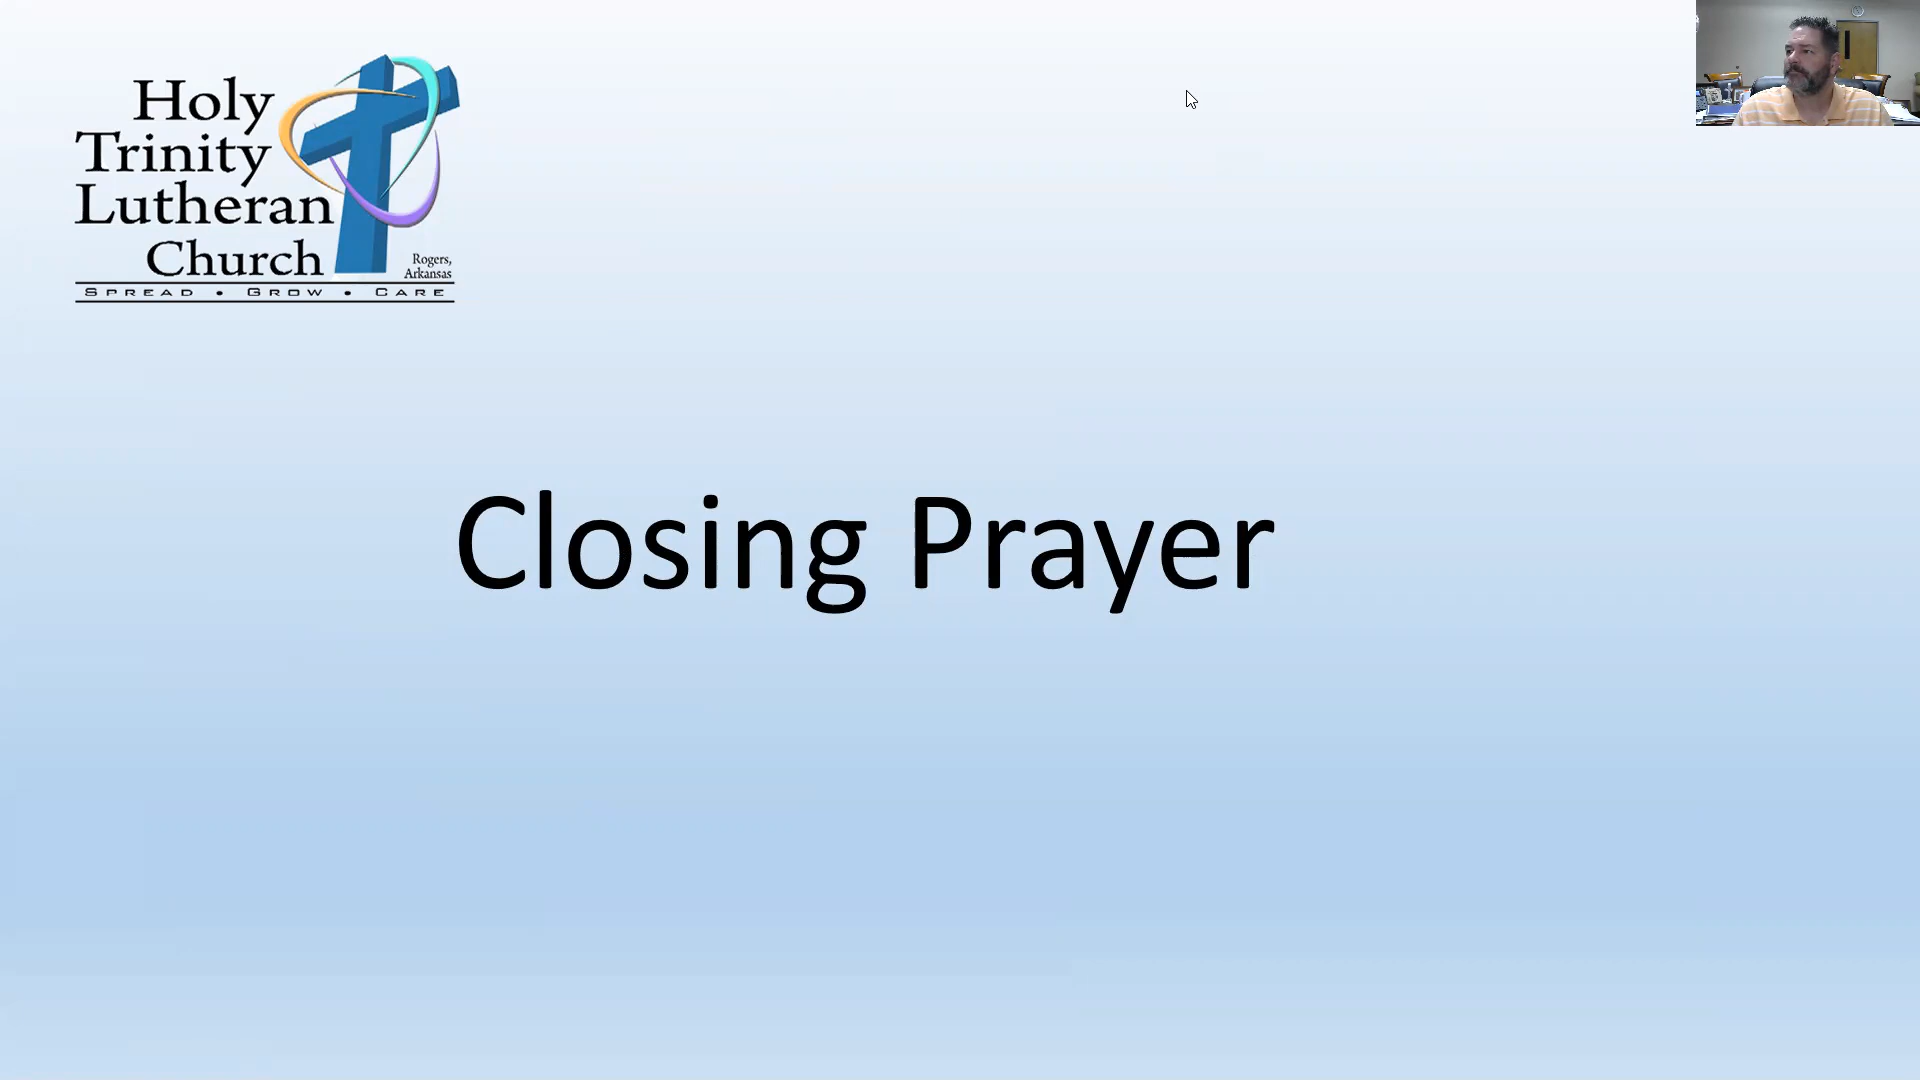 Holy
Trinity
Lutheran
Church
Rogers,
Arkansas
SPREAD • GROW • CARE
Closing Prayer